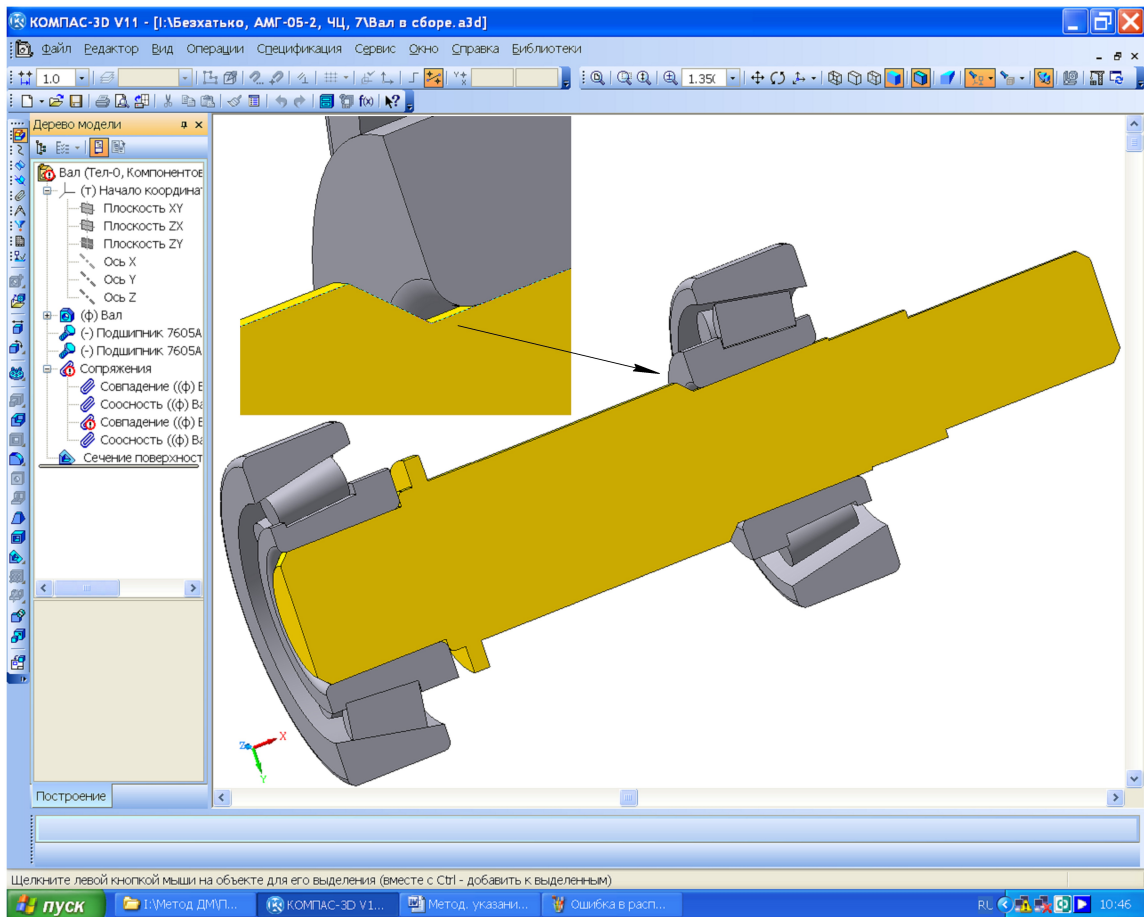 КОМПАС-3D V11 - [I:\Безхатько, АМГ-05-2, ЧЦ, 7\Вал в сборе.a3d]
Файл Редактор Вид Операции Спецификация Сервис Окно Справка Библиотеки
1.0 1.35(
f(x)
Дерево модели
Вал (Тел-0, Компонентов
(т) Начало координат
Плоскость XY
Плоскость ZX
Плоскость ZY
Ось X
Ось Y
Ось Z
(ф) Вал
(-) Подшипник 7605А
(-) Подшипник 7605А
Сопряжения
Совпадение ((ф) В
Соосность ((ф) Ва
Совпадение ((ф) В
Соосность ((ф) Ва
Сечение поверхност
Z X
Y
Построение
Щелкните левой кнопкой мыши на объекте для его выделения (вместе с Ctrl - добавить к выделенным)
пуск I:\Метод ДМ\П... КОМПАС-3D V1... Метод. указани... Ошибка в расп... RU 10:46